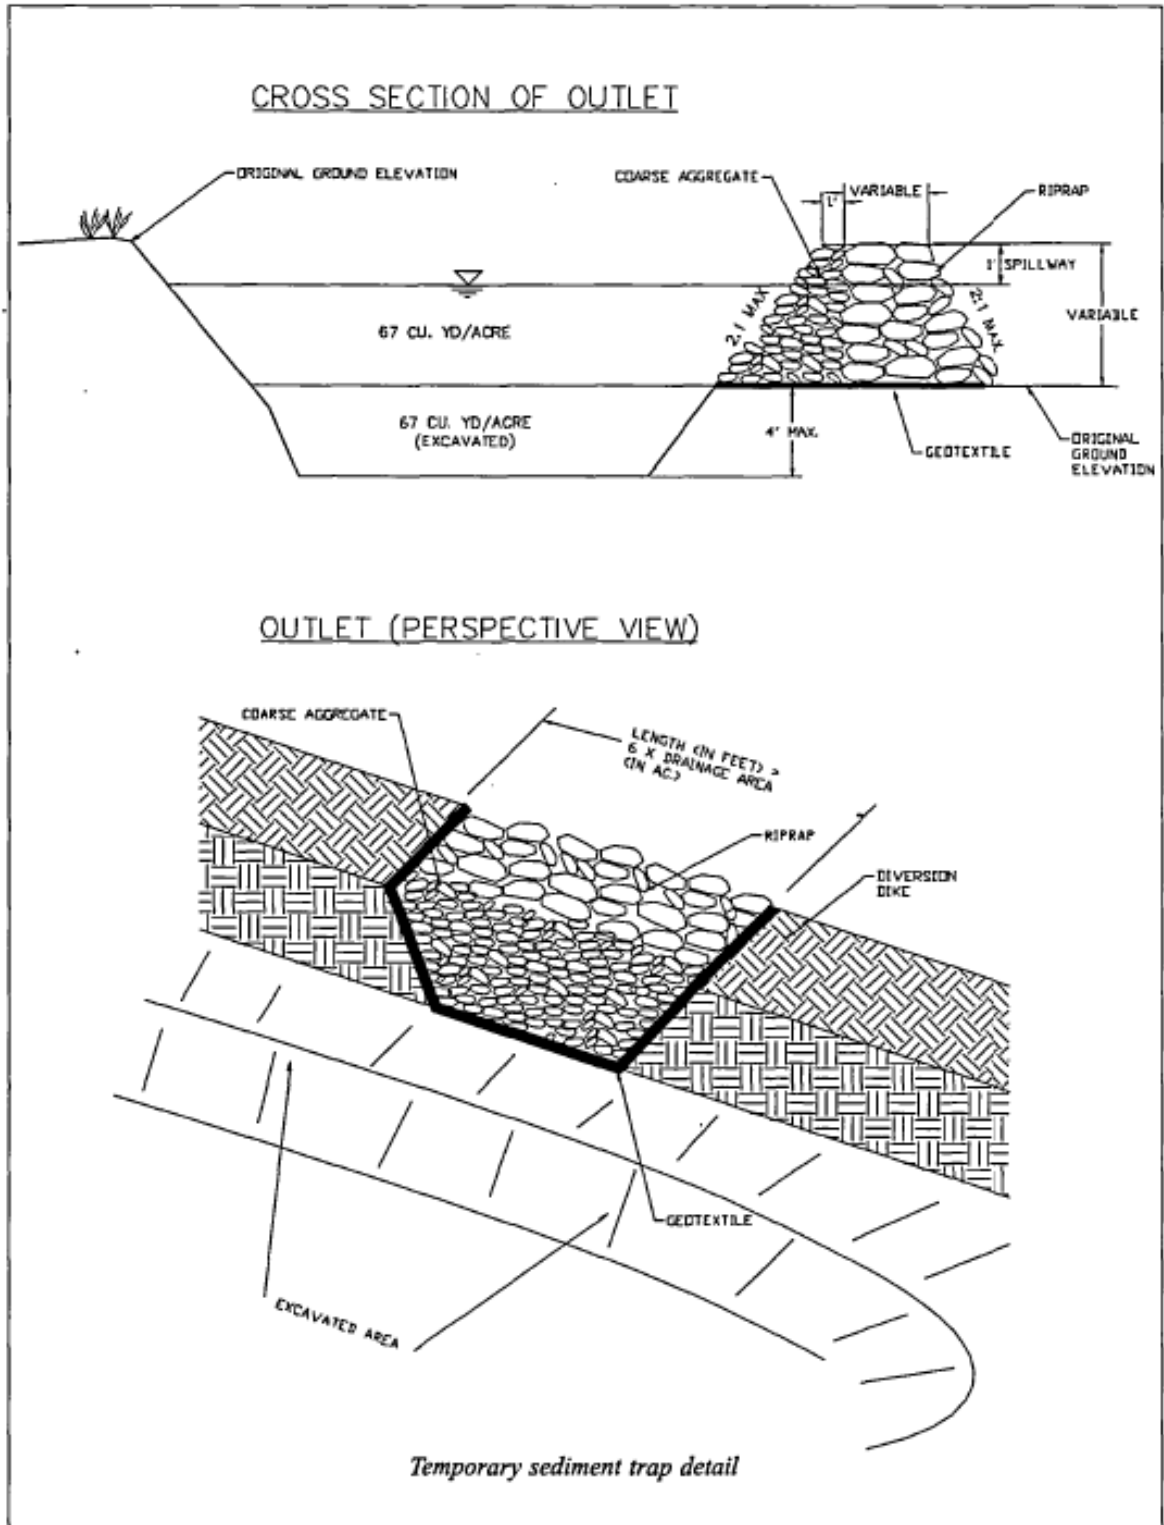 CROSS SECTION OF OUTLET
ORIGINAL GROUND ELEVATION
COARSE AGGREGATE
1'
VARIABLE
RIPRAP
1' SPILLWAY
VARIABLE
2:1 MAX
2:1 MAX.
67 CU. YD/ACRE
67 CU. YD/ACRE
(EXCAVATED)
4' MAX.
GEOTEXTILE
ORIGINAL
GROUND
ELEVATION
OUTLET (PERSPECTIVE VIEW)
COARSE AGGREGATE
LENGTH (IN FEET) >
6 X DRAINAGE AREA
(IN AC.)
RIPRAP
DIVERSION
DIKE
GEOTEXTILE
EXCAVATED AREA
Temporary sediment trap detail